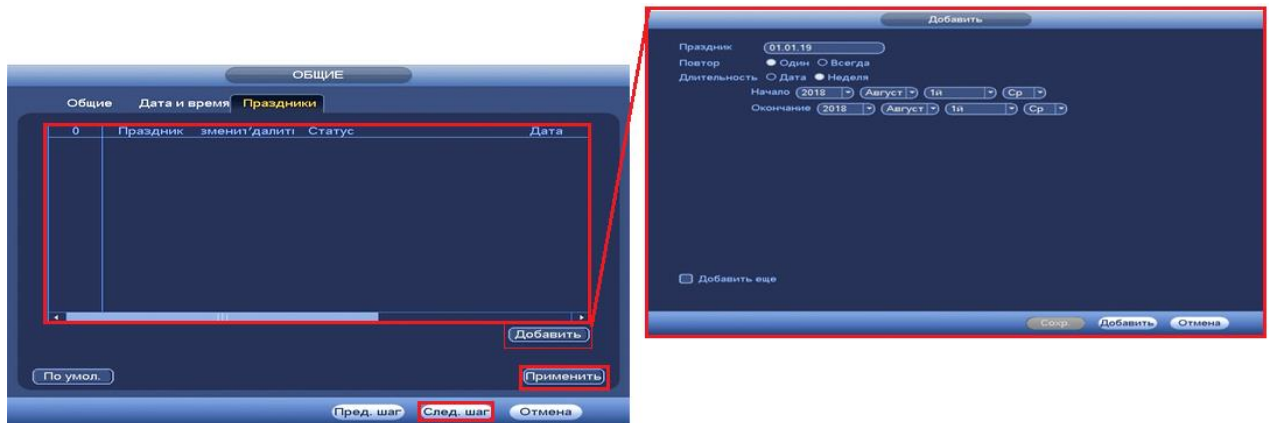 ОБЩИЕ
Общие Дата и время Праздники
0 Праздник зменит'далитı Статус Дата
Добавить
По умол. Применить
Пред. шаг След. шаг Отмена
Добавить
Праздник 01.01.19
Повтор Один Всегда
Длительность Дата Неделя
Начало 2018 Август 1й Ср
Окончание 2018 Август 1й Ср
Добавить еще
Сохр. Добавить Отмена